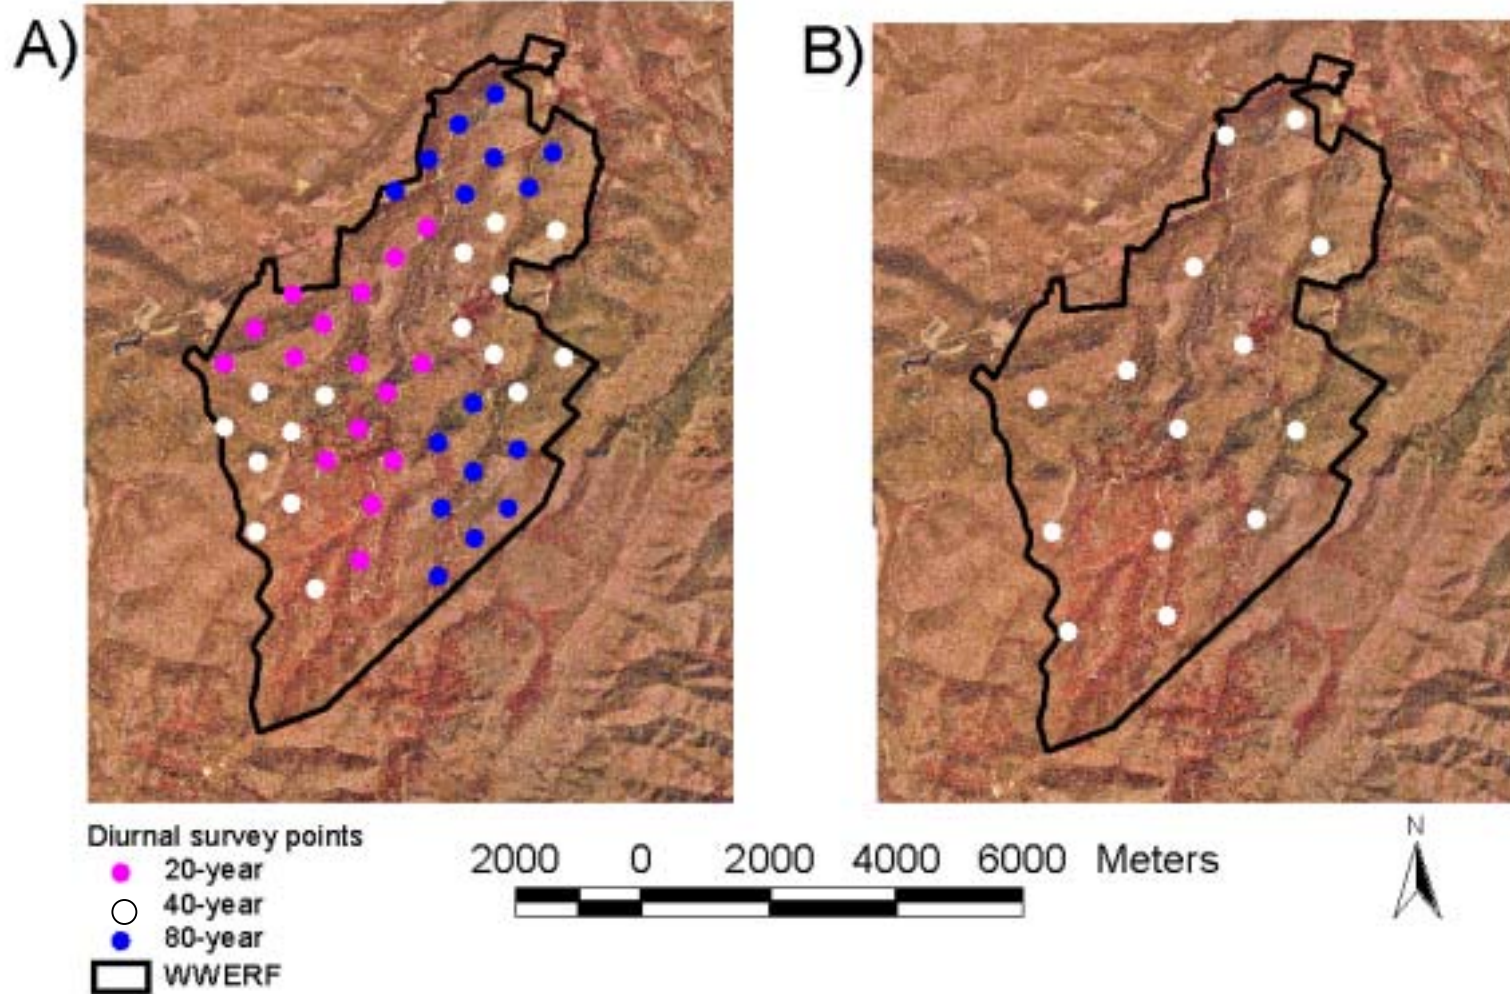 A)
B)
Diurnal survey points
20-year
40-year
80-year
WWERF
2000 0 2000 4000 6000 Meters
N